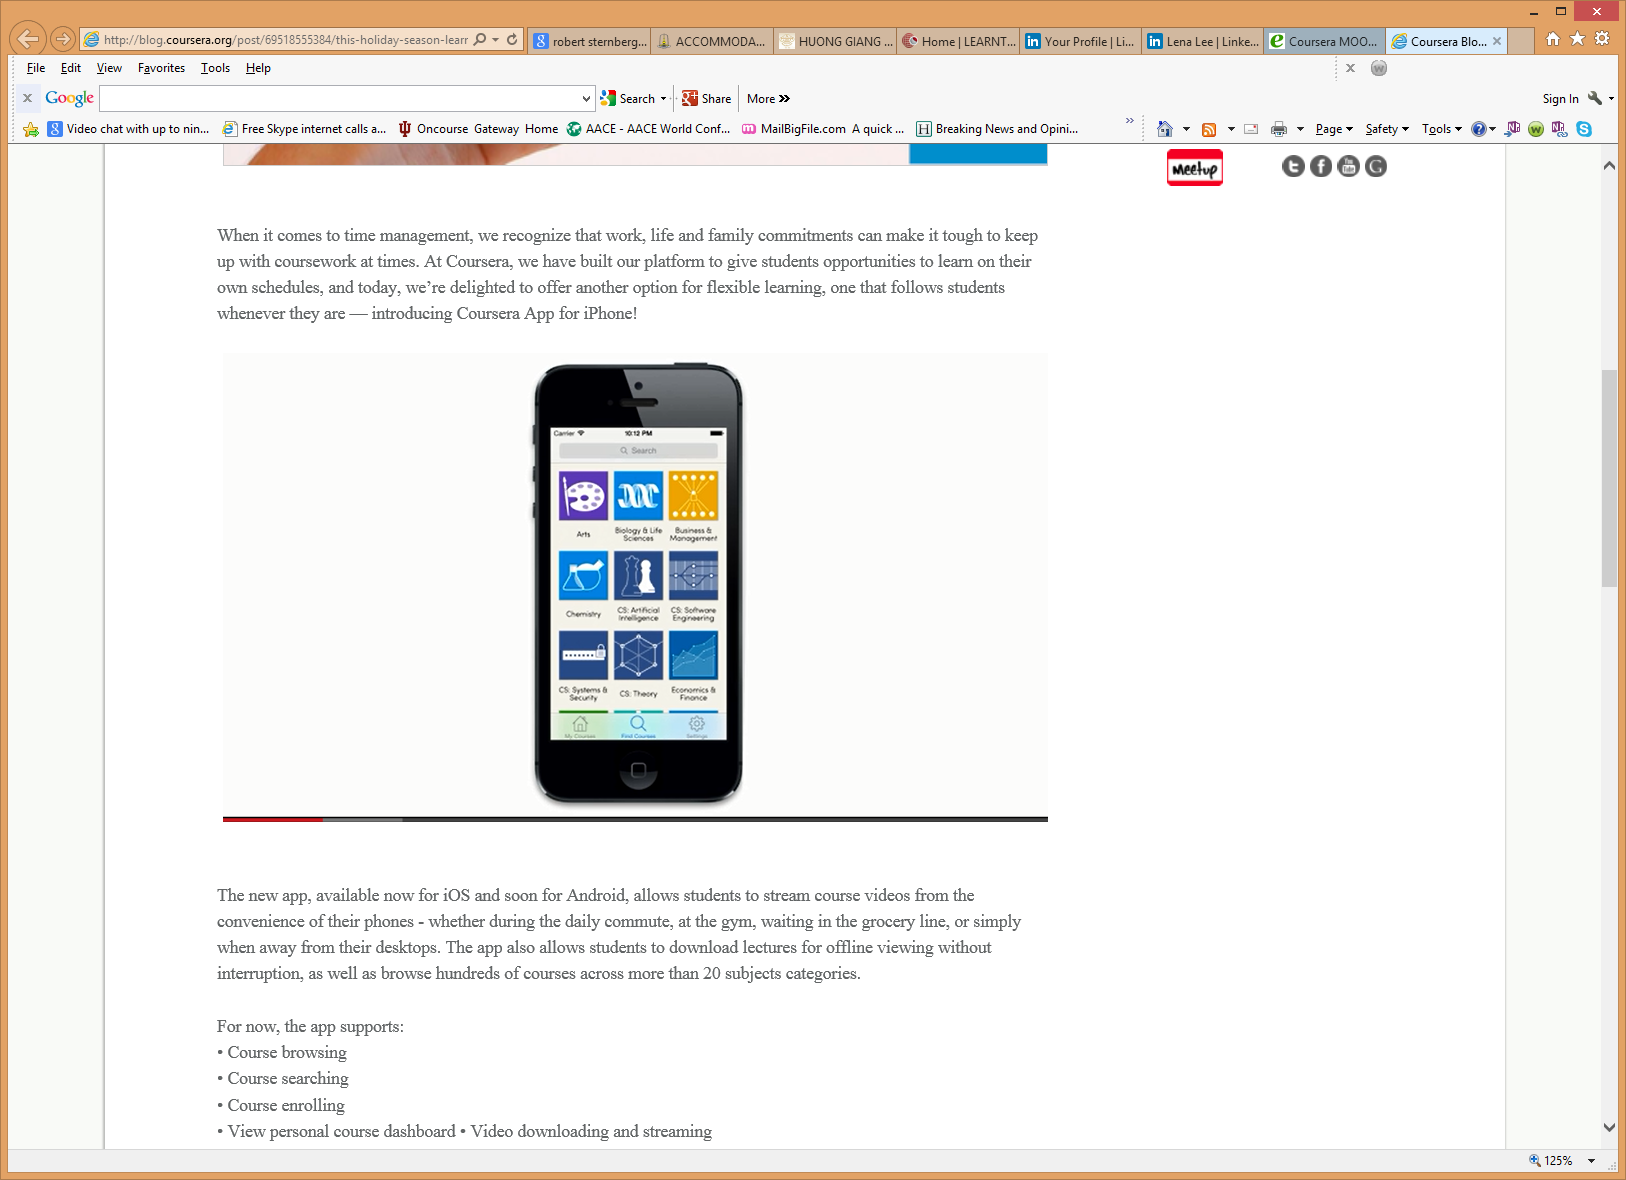 http://blog.coursera.org/post/69518555384/this-holiday-season-learn
robert sternberg...
ACCOMMODA...
HUONG GIANG ...
Home | LEARNT...
Your Profile | Li...
Lena Lee | Linke...
Coursera MOO...
Coursera Blo...
File Edit View Favorites Tools Help
Google
Search
Share
More
Sign In
Video chat with up to nin...
Free Skype internet calls a...
Oncourse Gateway Home
AACE - AACE World Conf...
MailBigFile.com A quick ...
Breaking News and Opini...
Page Safety Tools
Meetup
When it comes to time management, we recognize that work, life and family commitments can make it tough to keep
up with coursework at times. At Coursera, we have built our platform to give students opportunities to learn on their
own schedules, and today, we're delighted to offer another option for flexible learning, one that follows students
whenever they are — introducing Coursera App for iPhone!
Carrier 10:12 PM
Search
Arts
Biology & Life
Sciences
Business &
Management
Chemistry
CS: Artificial
Intelligence
CS: Software
Engineering
CS: Systems &
Security
CS: Theory
Economics &
Finance
My Courses Find Courses Settings
The new app, available now for iOS and soon for Android, allows students to stream course videos from the
convenience of their phones - whether during the daily commute, at the gym, waiting in the grocery line, or simply
when away from their desktops. The app also allows students to download lectures for offline viewing without
interruption, as well as browse hundreds of courses across more than 20 subjects categories.
For now, the app supports:
• Course browsing
• Course searching
• Course enrolling
• View personal course dashboard • Video downloading and streaming
125%